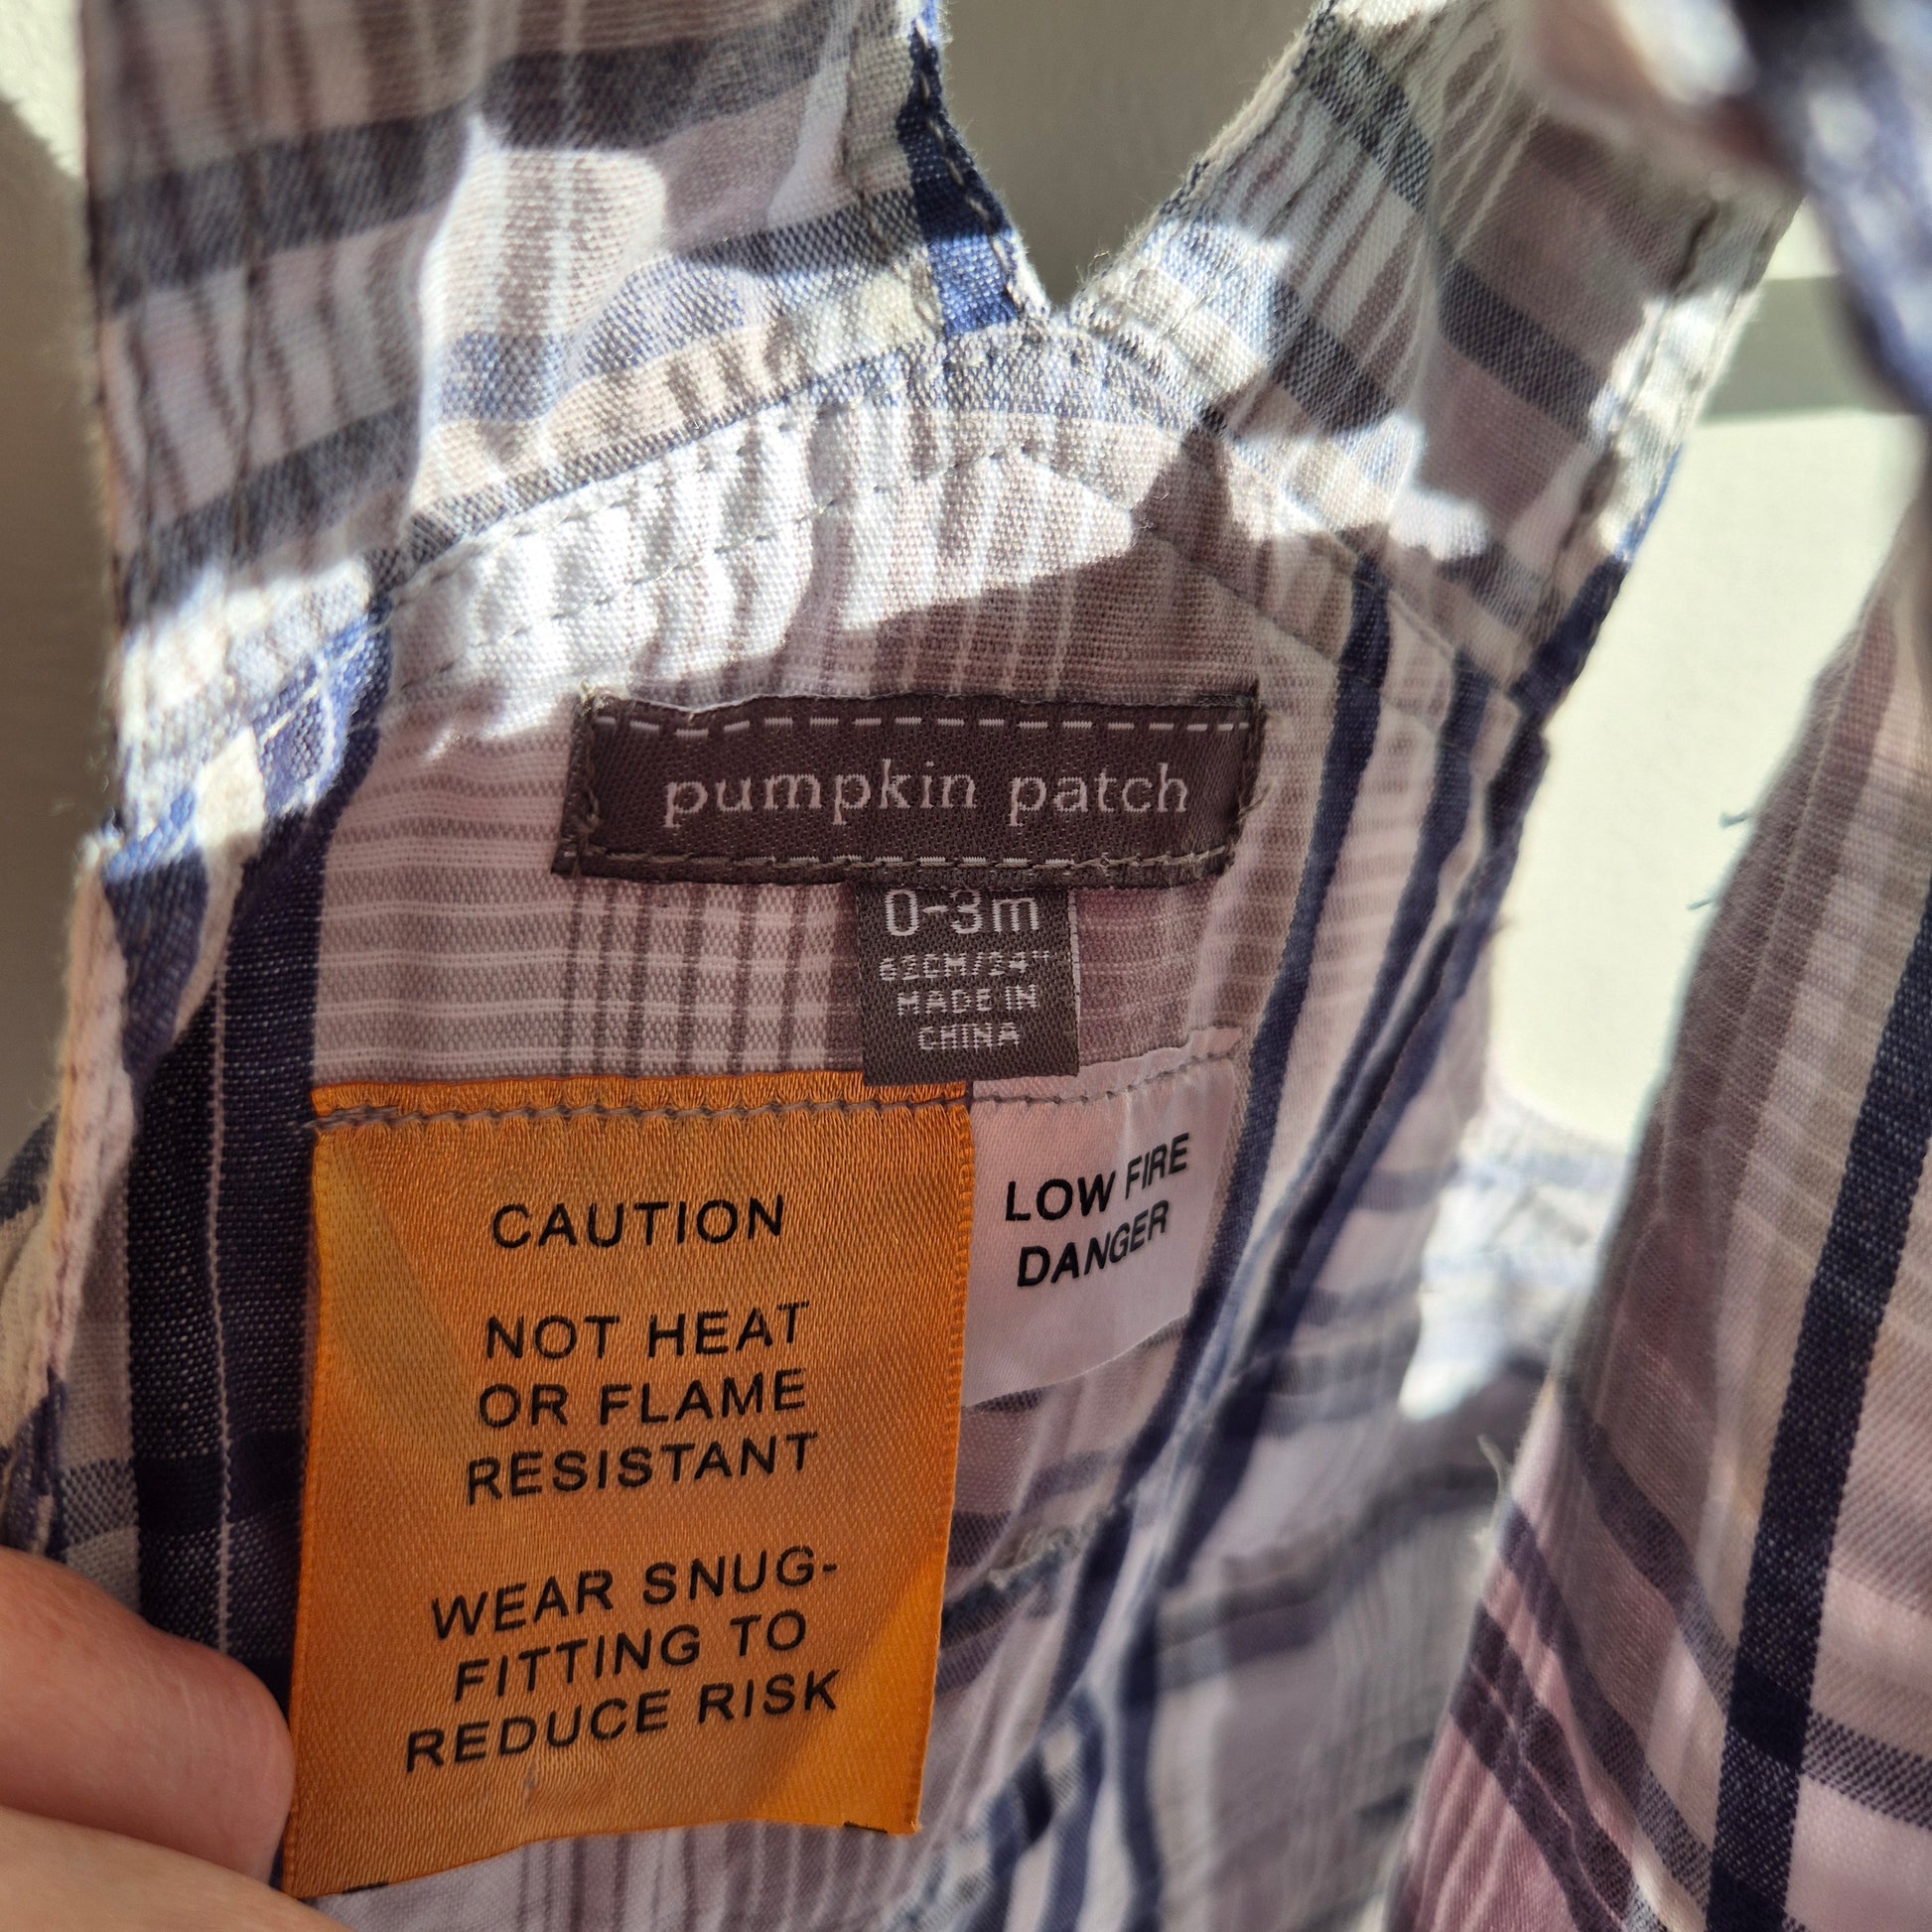 pumpkin patch
0-3m
62CM/24"
MADE IN
CHINA
CAUTION
NOT HEAT
OR FLAME
RESISTANT
WEAR SNUG-
FITTING TO
REDUCE RISK
LOW FIRE
DANGER